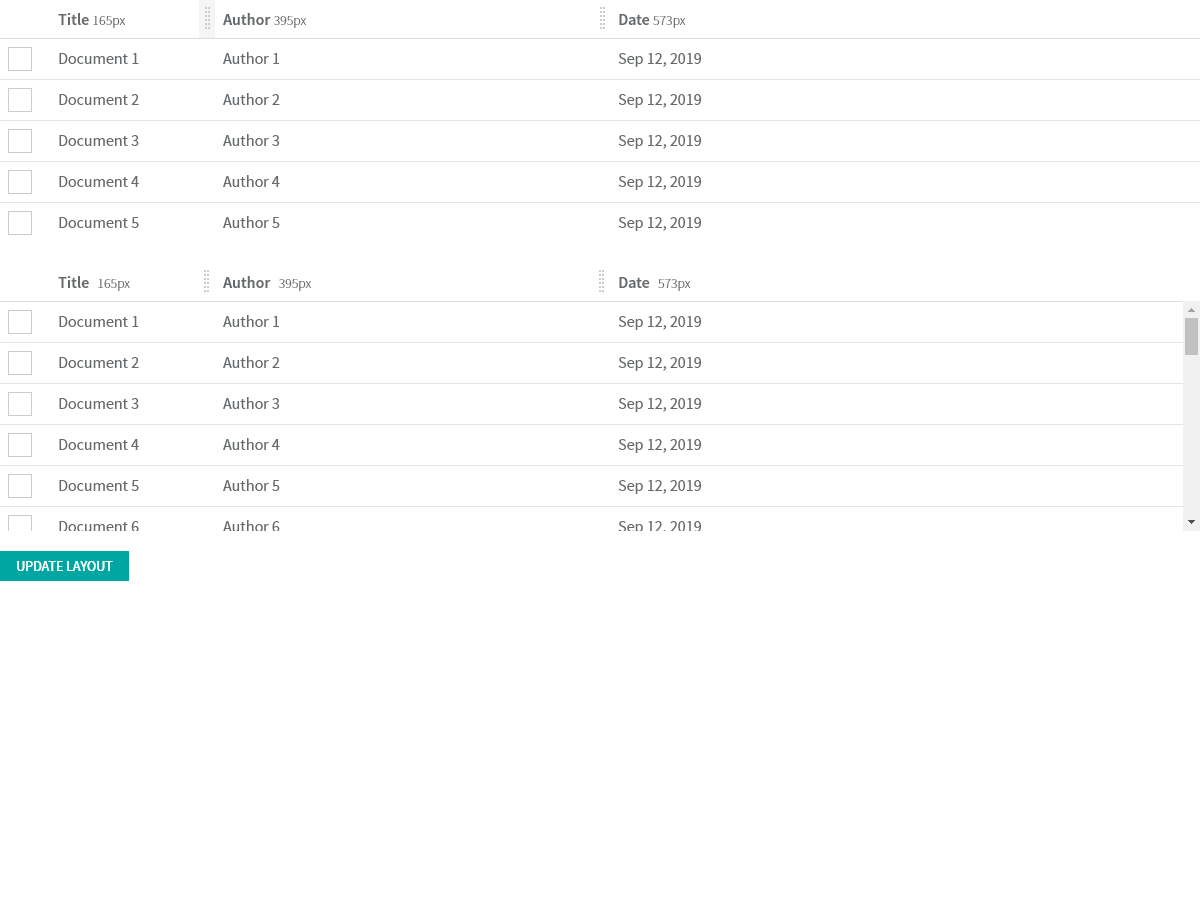 Title 165px Author 395px Date 573px
Document 1 Author 1 Sep 12, 2019
Document 2 Author 2 Sep 12, 2019
Document 3 Author 3 Sep 12, 2019
Document 4 Author 4 Sep 12, 2019
Document 5 Author 5 Sep 12, 2019
Title 165px Author 395px Date 573px
Document 1 Author 1 Sep 12, 2019
Document 2 Author 2 Sep 12, 2019
Document 3 Author 3 Sep 12, 2019
Document 4 Author 4 Sep 12, 2019
Document 5 Author 5 Sep 12, 2019
Document 6 Author 6 Sep 12, 2019
UPDATE LAYOUT